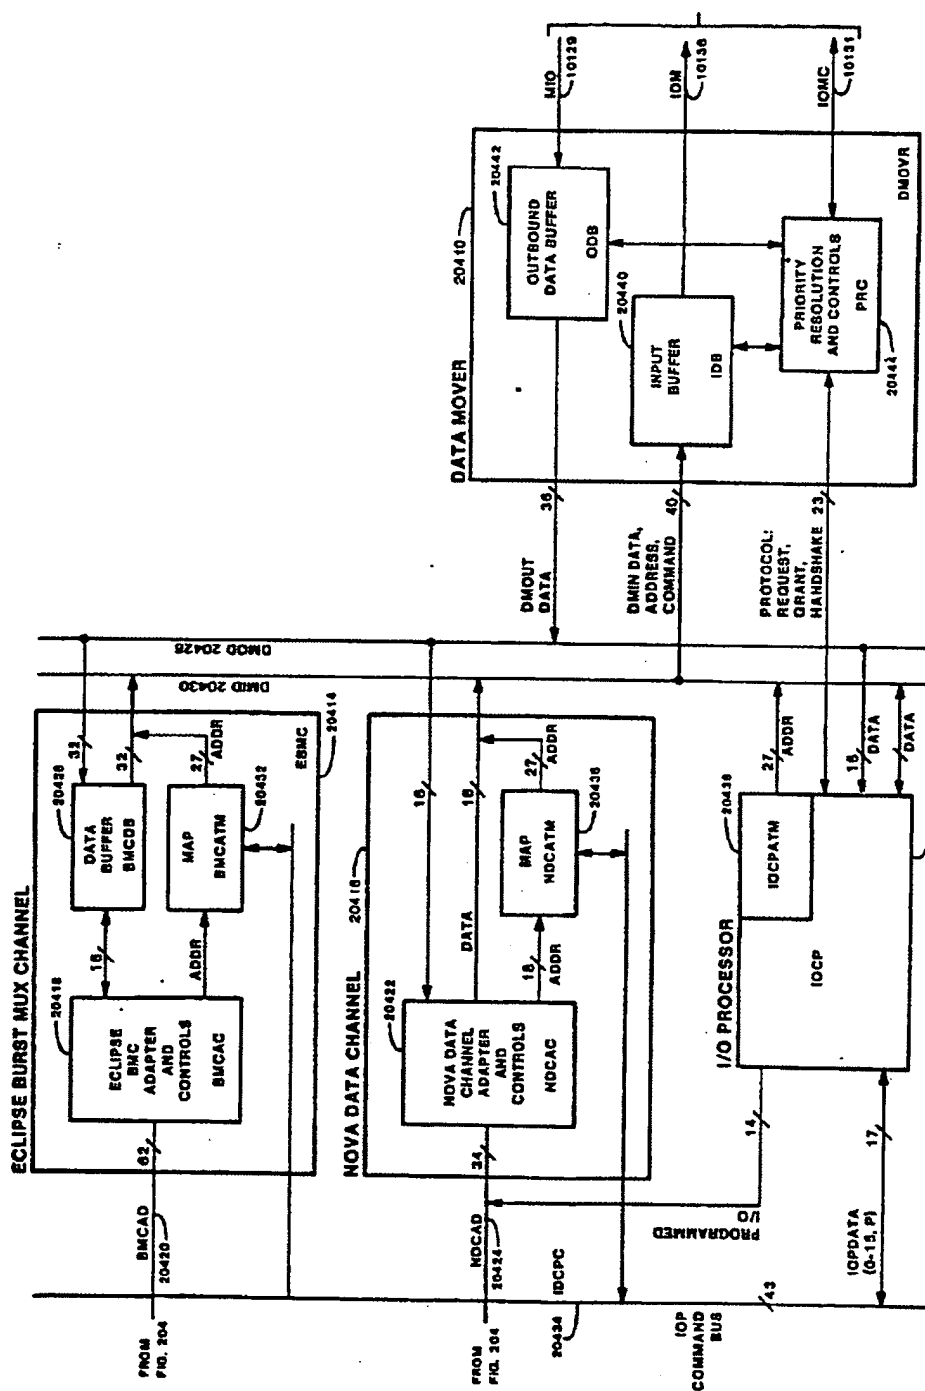 FROM
FIG. 204
BMCAD
20420
62
ECLIPSE BURST MUX CHANNEL
ECLIPSE
BMC
ADAPTER
AND
CONTROLS
BMCAC
20418
16
ADDR
DATA
BUFFER
BMCDB
20428
MAP
BMCATM
20432
32
32
27
ADDR
EBMC
20414
DMOD 20426
DMID 20430
FROM
FIG. 204
NDCAD
20424
34
NOVA DATA CHANNEL
20416
NOVA DATA
CHANNEL
ADAPTER
AND
CONTROLS
NDCAC
20422
16
DATA
16
18
ADDR
MAP
NDCATM
20436
27
ADDR
IOCPC
20434
IOP
COMMAND
BUS
43
PROGRAMMED
I/O
14
IOPDATA
(0-15, P)
17
I/O PROCESSOR
IOCP
IOCPATM
20438
27
ADDR
16
DATA
DATA
DMOUT
DATA
36
DMIN DATA,
ADDRESS,
COMMAND
40
PROTOCOL:
REQUEST,
GRANT,
HANDSHAKE
23
DATA MOVER
20410
OUTBOUND
DATA BUFFER
ODB
20442
INPUT
BUFFER
IDB
20440
PRIORITY
RESOLUTION
AND CONTROLS
PRC
20444
DMOVR
MIO
10129
IOM
10136
IOMC
10131